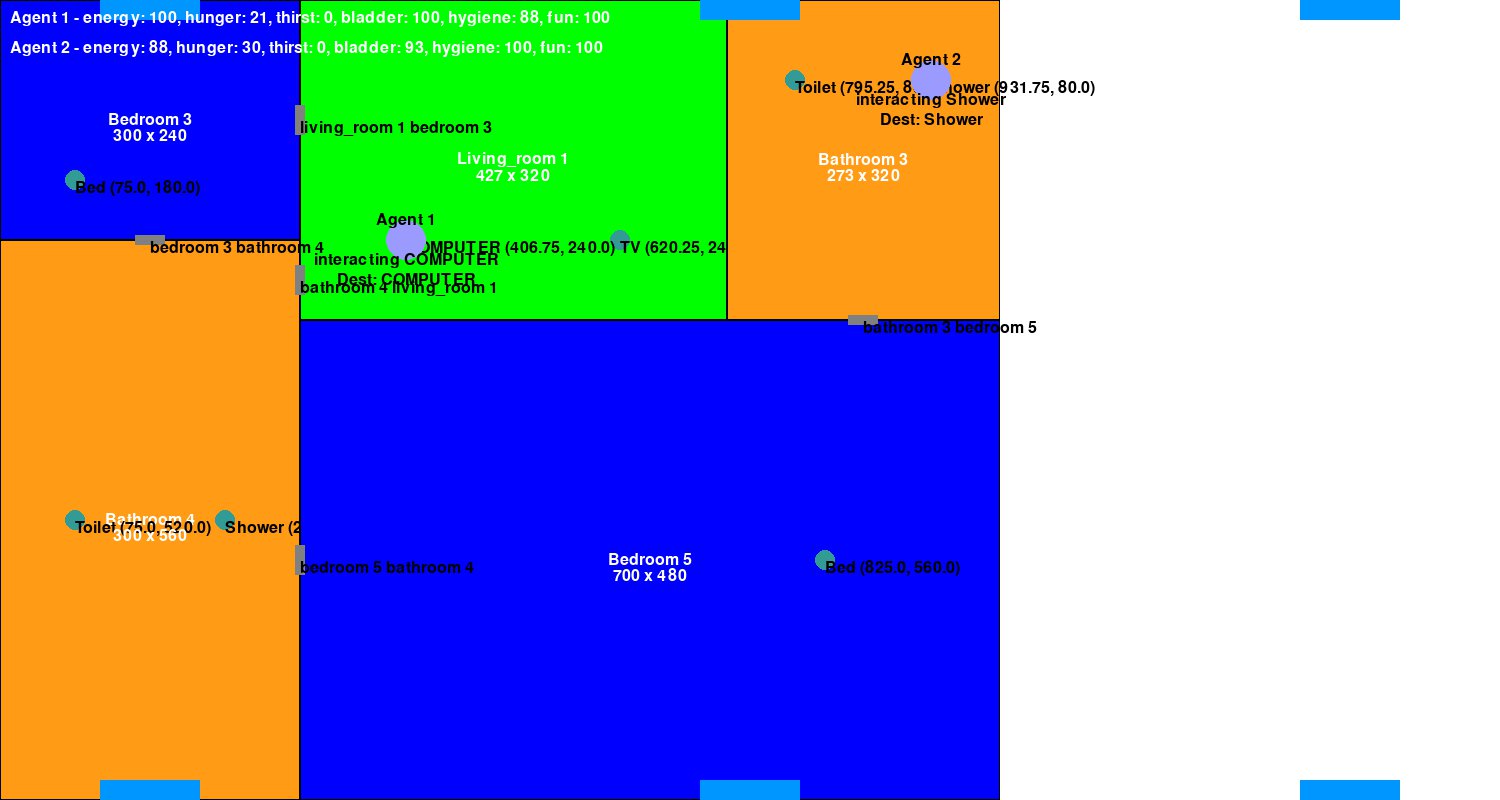 Agent 1 - energy: 100, hunger: 21, thirst: 0, bladder: 100, hygiene: 88, fun: 100
Agent 2 - energy: 88, hunger: 30, thirst: 0, bladder: 93, hygiene: 100, fun: 100
Agent 2
Toilet (795.25, 8 ower (931.75, 80.0)
interacting Shower
Dest: Shower
Bedroom 3
300 x 240
living_room 1 bedroom 3
Living_room 1
427 x 320
Bathroom 3
273 x 320
Bed (75.0, 180.0)
Agent 1
bedroom 3 bathroom 4
OMPUTER (406.75, 240.0) TV (620.25, 24
interacting COMPUTER
Dest: COMPUTER
bathroom 4 living_room 1
bathroom 3 bedroom 5
Bathroom 4
300 x 560
Toilet (75.0, 520.0)
Shower (2
bedroom 5 bathroom 4
Bedroom 5
700 x 480
Bed (825.0, 560.0)